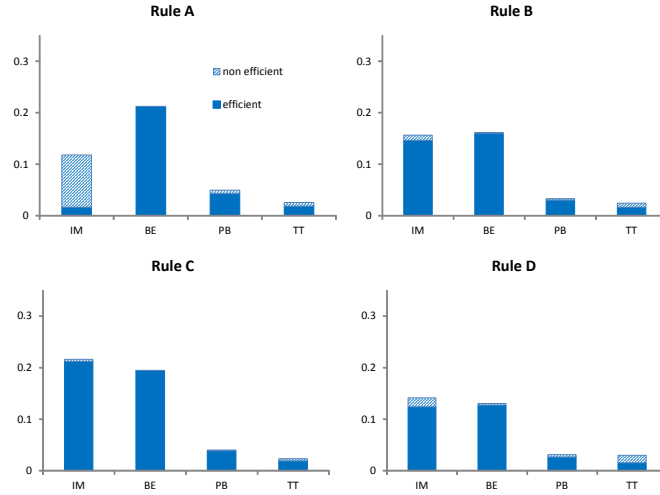 Rule A
0.3
0.2
0.1
0
non efficient
efficient
IM BE PB TT
Rule B
0.3
0.2
0.1
0
IM BE PB TT
Rule C
0.3
0.2
0.1
0
IM BE PB TT
Rule D
0.3
0.2
0.1
0
IM BE PB TT